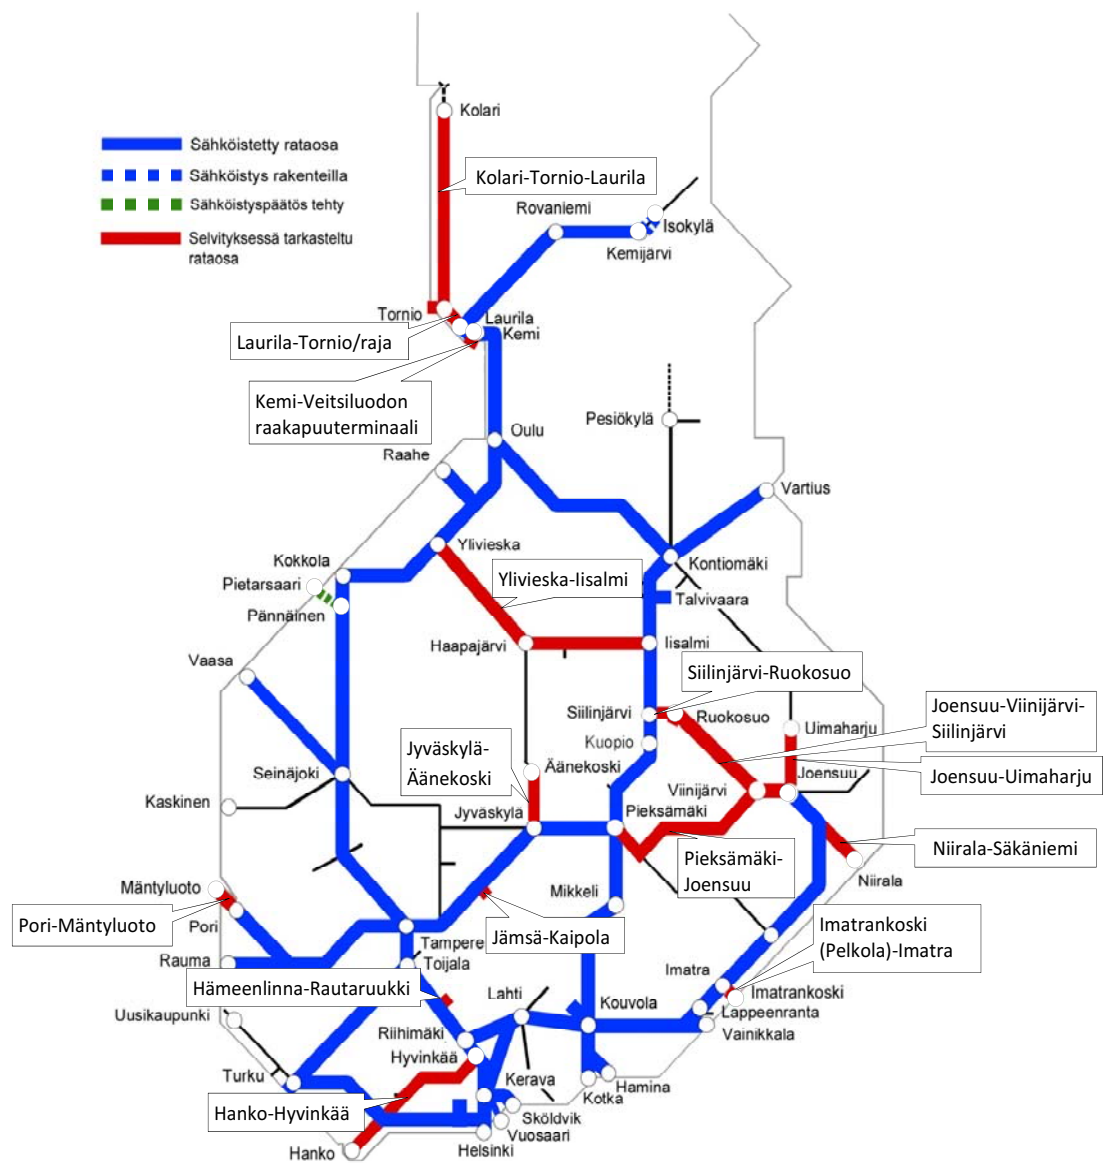 Kolari
Sähköistetty rataosa
Sähköistys rakenteilla
Sähköistyspäätös tehty
Selvityksessä tarkasteltu
rataosa
Kolari-Tornio-Laurila
Rovaniemi
Isokylä
Kemijärvi
Tornio
Laurila
Kemi
Laurila-Tornio/raja
Kemi-Veitsiluodon
raakapuuterminaali
Pesiökylä
Oulu
Raahe
Vartius
Ylivieska
Kokkola
Kontiomäki
Pietarsaari
Ylivieska-Iisalmi
Talvivaara
Pännäinen
Haapajärvi
Iisalmi
Vaasa
Siilinjärvi-Ruokosuo
Siilinjärvi
Ruokosuo
Joensuu-Viinijärvi-
Siilinjärvi
Uimaharju
Kuopio
Jyväskylä-
Äänekoski
Äänekoski
Seinäjoki
Joensuu
Joensuu-Uimaharju
Viinijärvi
Kaskinen
Jyväskylä
Pieksämäki
Pieksämäki-
Joensuu
Niirala-Säkäniemi
Niirala
Mäntyluoto
Mikkeli
Pori-Mäntyluoto
Pori
Jämsä-Kaipola
Imatrankoski
(Pelkola)-Imatra
Tampere
Rauma
Toijala
Imatra
Hämeenlinna-Rautaruukki
Lahti
Kouvola
Imatrankoski
Lappeenranta
Uusikaupunki
Vainikkala
Riihimäki
Hyvinkää
Turku
Kerava
Hamina
Kotka
Hanko-Hyvinkää
Sköldvik
Vuosaari
Hanko
Helsinki